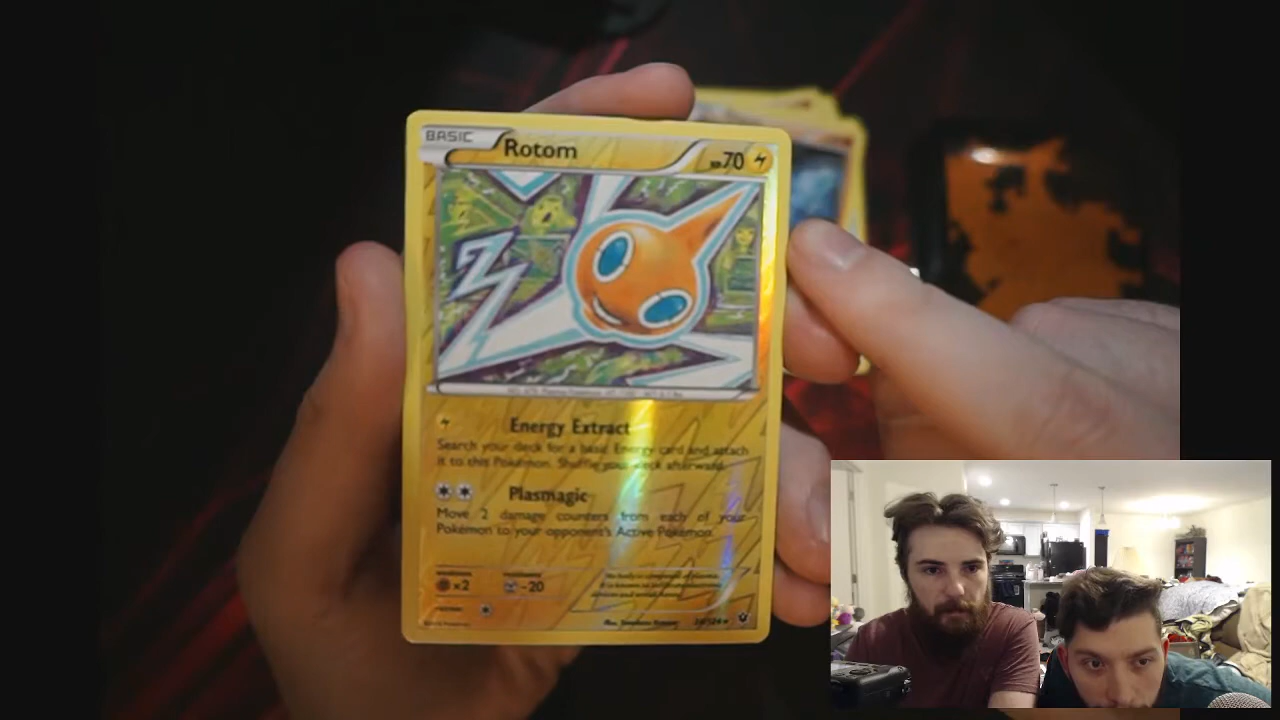 BASIC
Rotom
HP70
Energy Extract
Search your deck for a basic Energy card and attach
it to this Pokémon. Shuffle your deck afterward.
Plasmagic
Move 2 damage counters from each of your
Pokémon to your opponent's Active Pokémon.
×2
-20